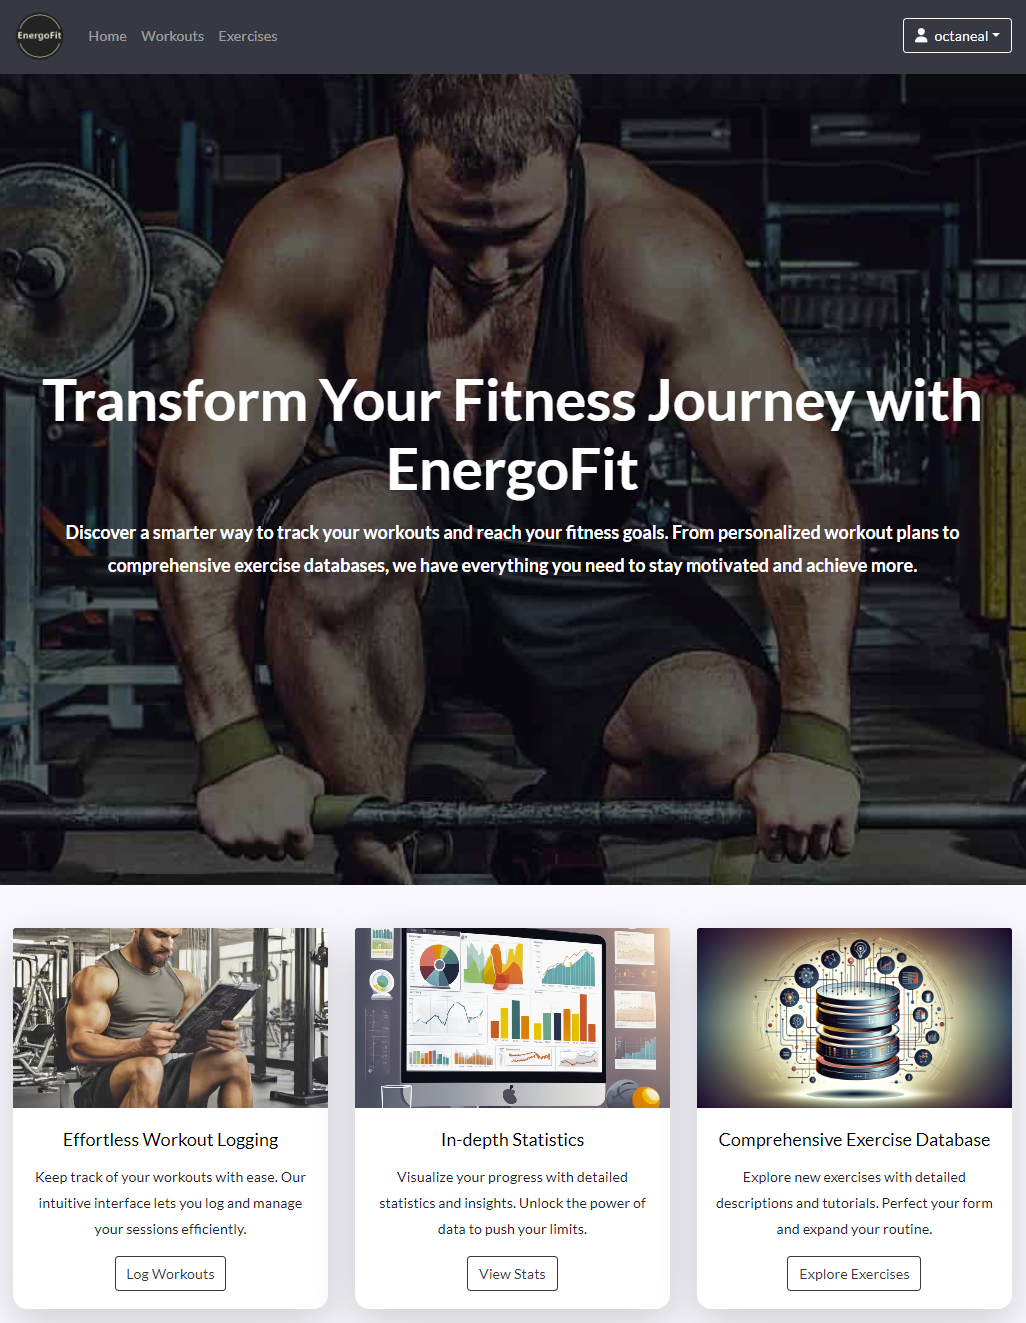 EnergoFit
Home Workouts Exercises
octaneal
Transform Your Fitness Journey with
EnergoFit
Discover a smarter way to track your workouts and reach your fitness goals. From personalized workout plans to
comprehensive exercise databases, we have everything you need to stay motivated and achieve more.
Effortless Workout Logging
Keep track of your workouts with ease. Our
intuitive interface lets you log and manage
your sessions efficiently.
Log Workouts
In-depth Statistics
Visualize your progress with detailed
statistics and insights. Unlock the power of
data to push your limits.
View Stats
Comprehensive Exercise Database
Explore new exercises with detailed
descriptions and tutorials. Perfect your form
and expand your routine.
Explore Exercises